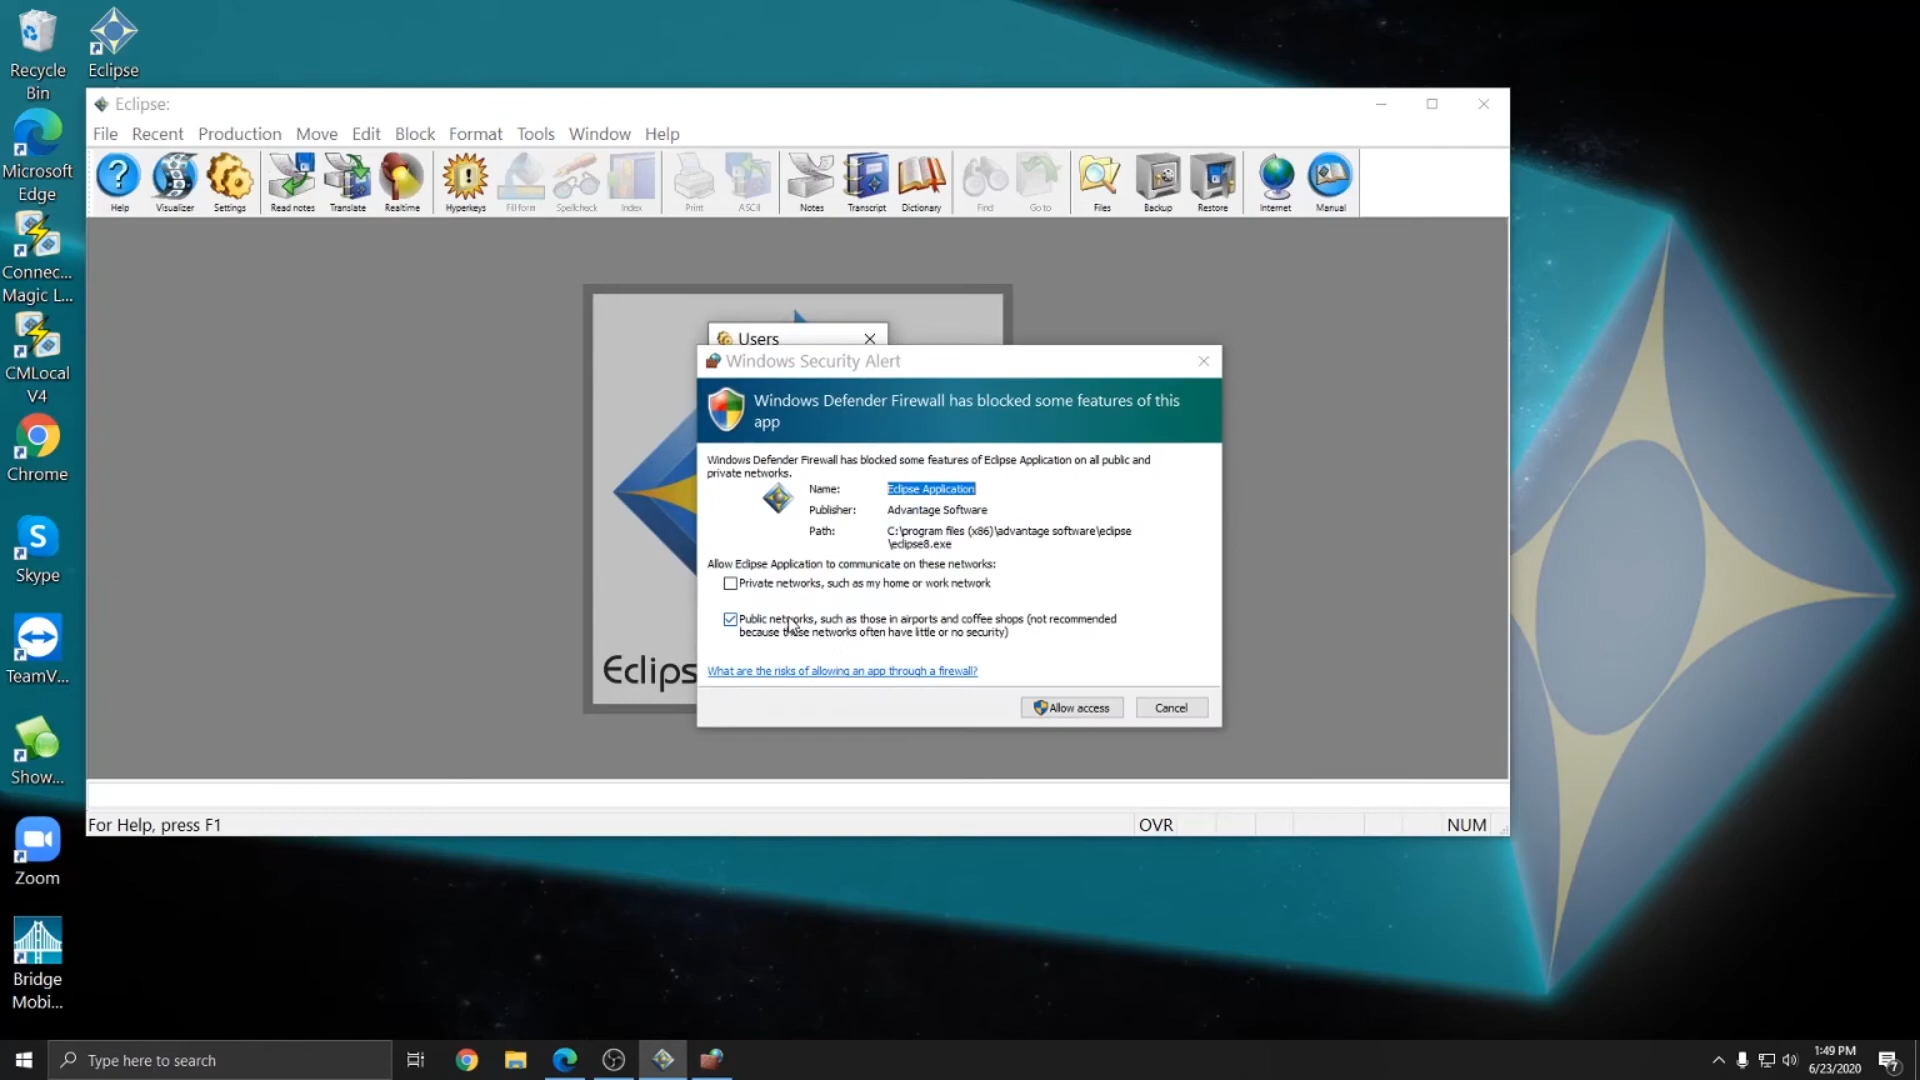 Recycle
Bin
Eclipse
Microsoft
Edge
Connec...
Magic L...
CMLocal
V4
Chrome
Skype
TeamV...
Show...
Zoom
Bridge
Mobi...
Eclipse:
File Recent Production Move Edit Block Format Tools Window Help
Help Visualizer Settings Read notes Translate Realtime Hyperkeys Fill form Spellcheck Index Print ASCII Notes Transcript Dictionary Find Go to Files Backup Restore Internet Manual
Users
Windows Security Alert
Windows Defender Firewall has blocked some features of this
app
Windows Defender Firewall has blocked some features of Eclipse Application on all public and
private networks.
Name: Eclipse Application
Publisher: Advantage Software
Path: C:\program files (x86)\advantage software\eclipse
\eclipse8.exe
Allow Eclipse Application to communicate on these networks:
Private networks, such as my home or work network
Public networks, such as those in airports and coffee shops (not recommended
because these networks often have little or no security)
What are the risks of allowing an app through a firewall?
Allow access Cancel
Eclips
For Help, press F1 OVR NUM
Type here to search
1:49 PM
6/23/2020
7